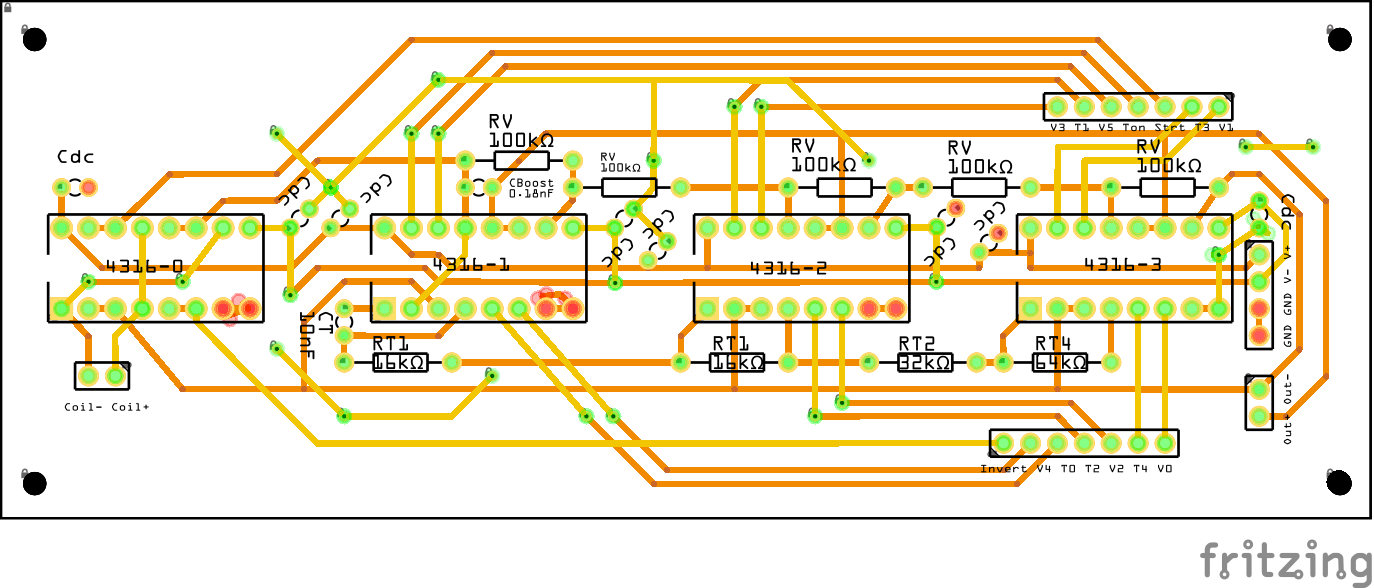 V3 T1 V5 Ton Strt T3 V1
RV
100kΩ
RV
100kΩ
RV
100kΩ
RV
100kΩ
RV
100kΩ
Cdc
CBoost
0.18nF
Cdc
Cdc
Cdc
Cdc
Cdc
Cdc
4316-0
4316-1
4316-2
4316-3
GND GND V- V+
C1
10nF
RT1
16kΩ
RT1
16kΩ
RT2
32kΩ
RT4
64kΩ
Coil- Coil+
Out+ Out-
Invert V4 T0 T2 V2 T4 V0
fritzing